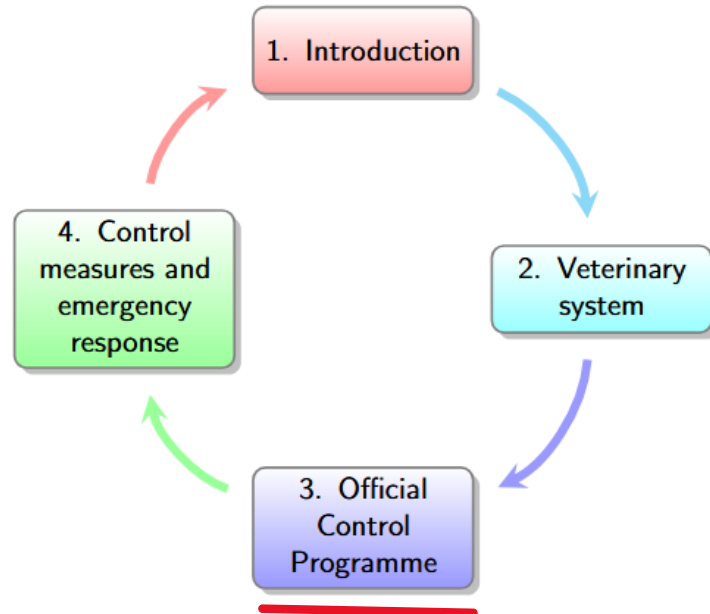 1. Introduction
2. Veterinary
system
3. Official
Control
Programme
4. Control
measures and
emergency
response